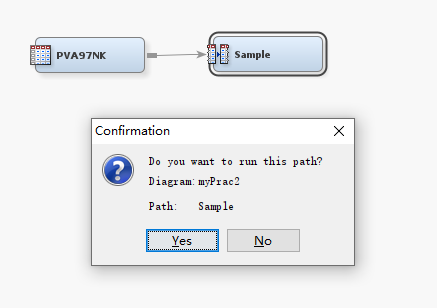 PVA97NK
Sample
Confirmation
Do you want to run this path?
Diagram:myPrac2
Path: Sample
Yes
No